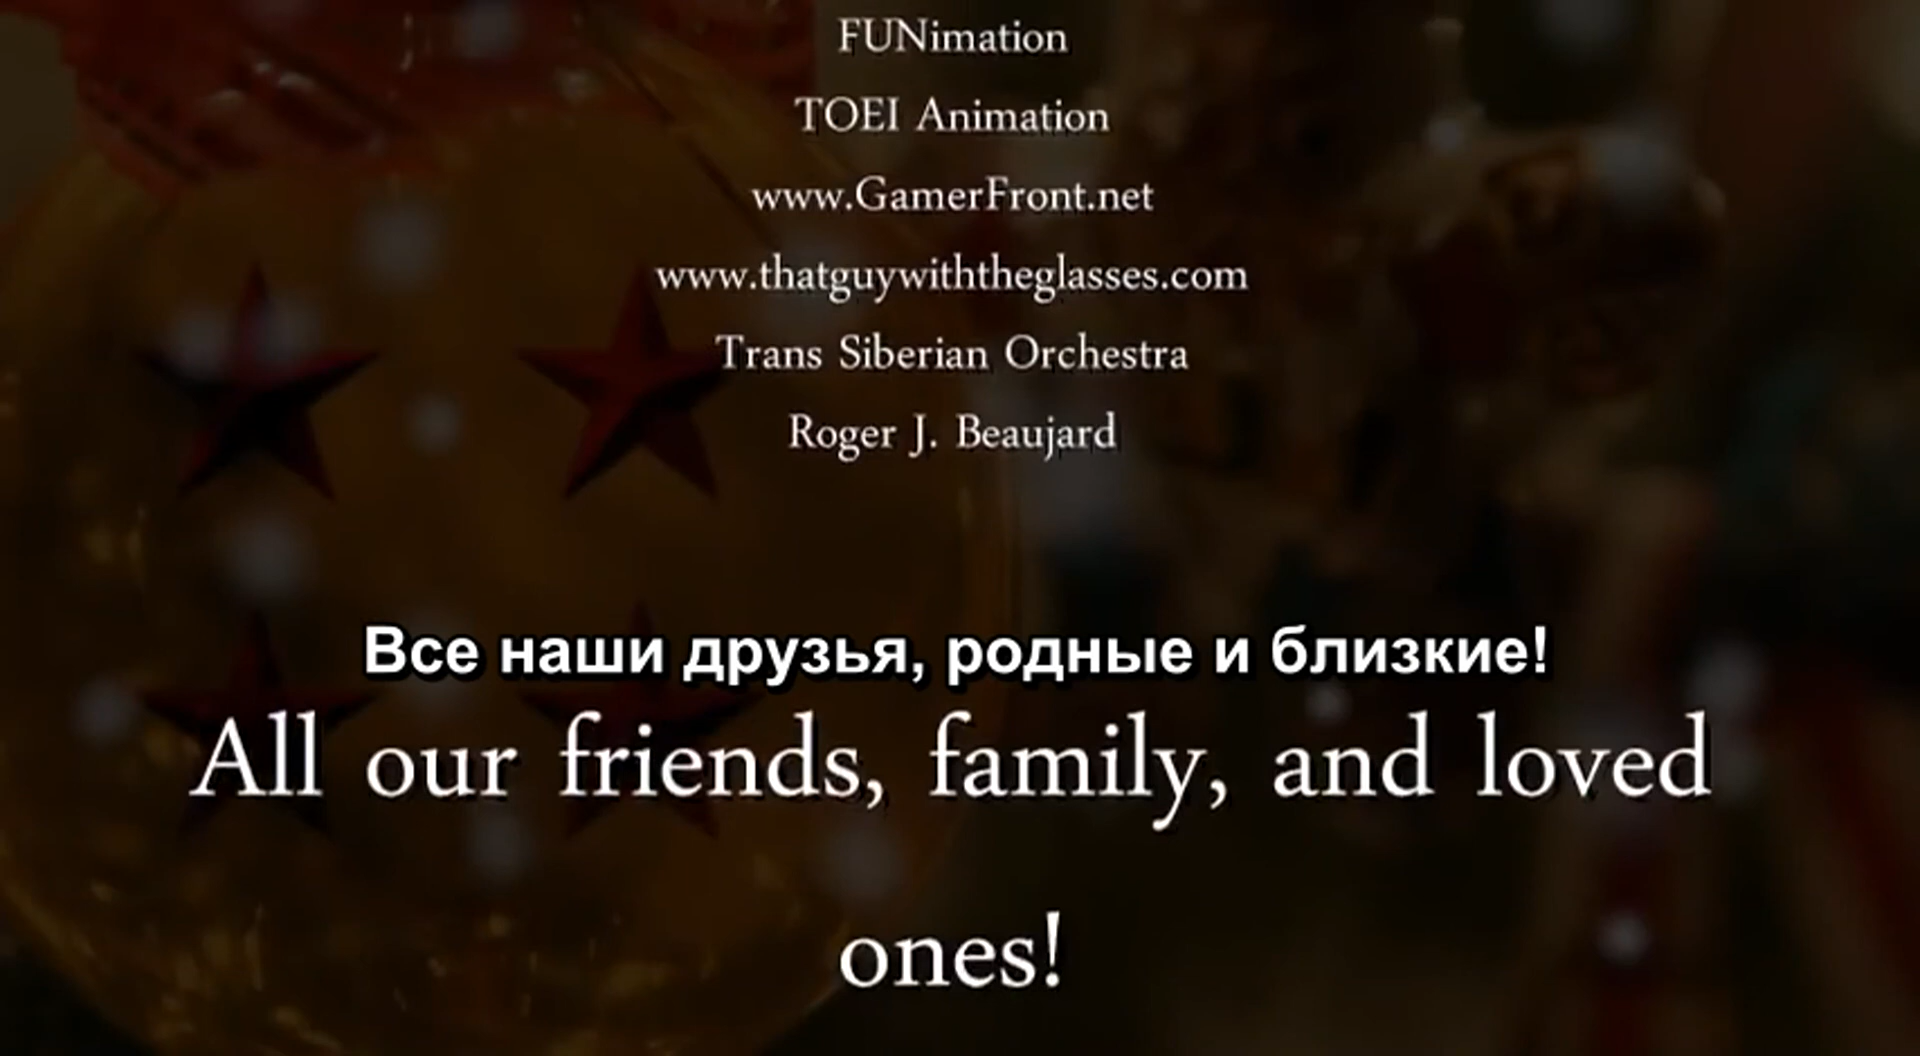 FUNimation
TOEI Animation
www.GamerFront.net
www.thatguywiththeglasses.com
Trans Siberian Orchestra
Roger J. Beaujard
Все наши друзья, родные и близкие!
All our friends, family, and loved
ones!